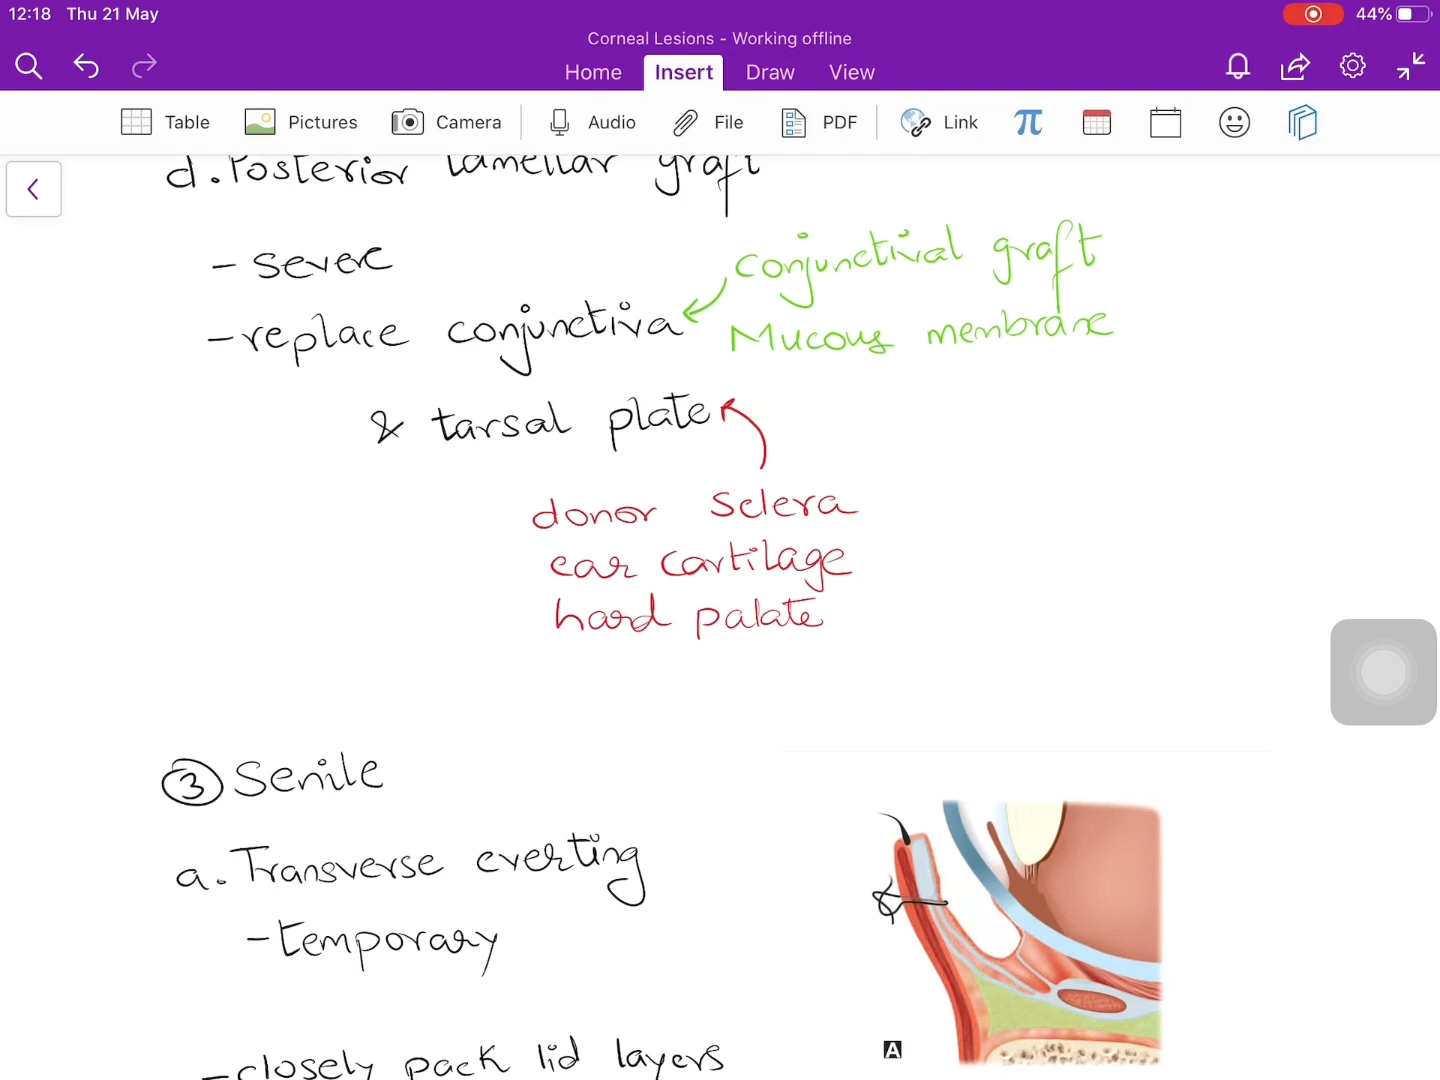 12:18 Thu 21 May
44%
Corneal Lesions - Working offline
Home Insert Draw View
Table Pictures Camera Audio File PDF Link
d. Posterior lamellar graft
- severe
conjunctival graft
- replace conjunctiva
Mucous membrane
& tarsal plate
donor sclera
ear cartilage
hard palate
3 Senile
a. Transverse everting
- temporary
- closely pack lid layers
A